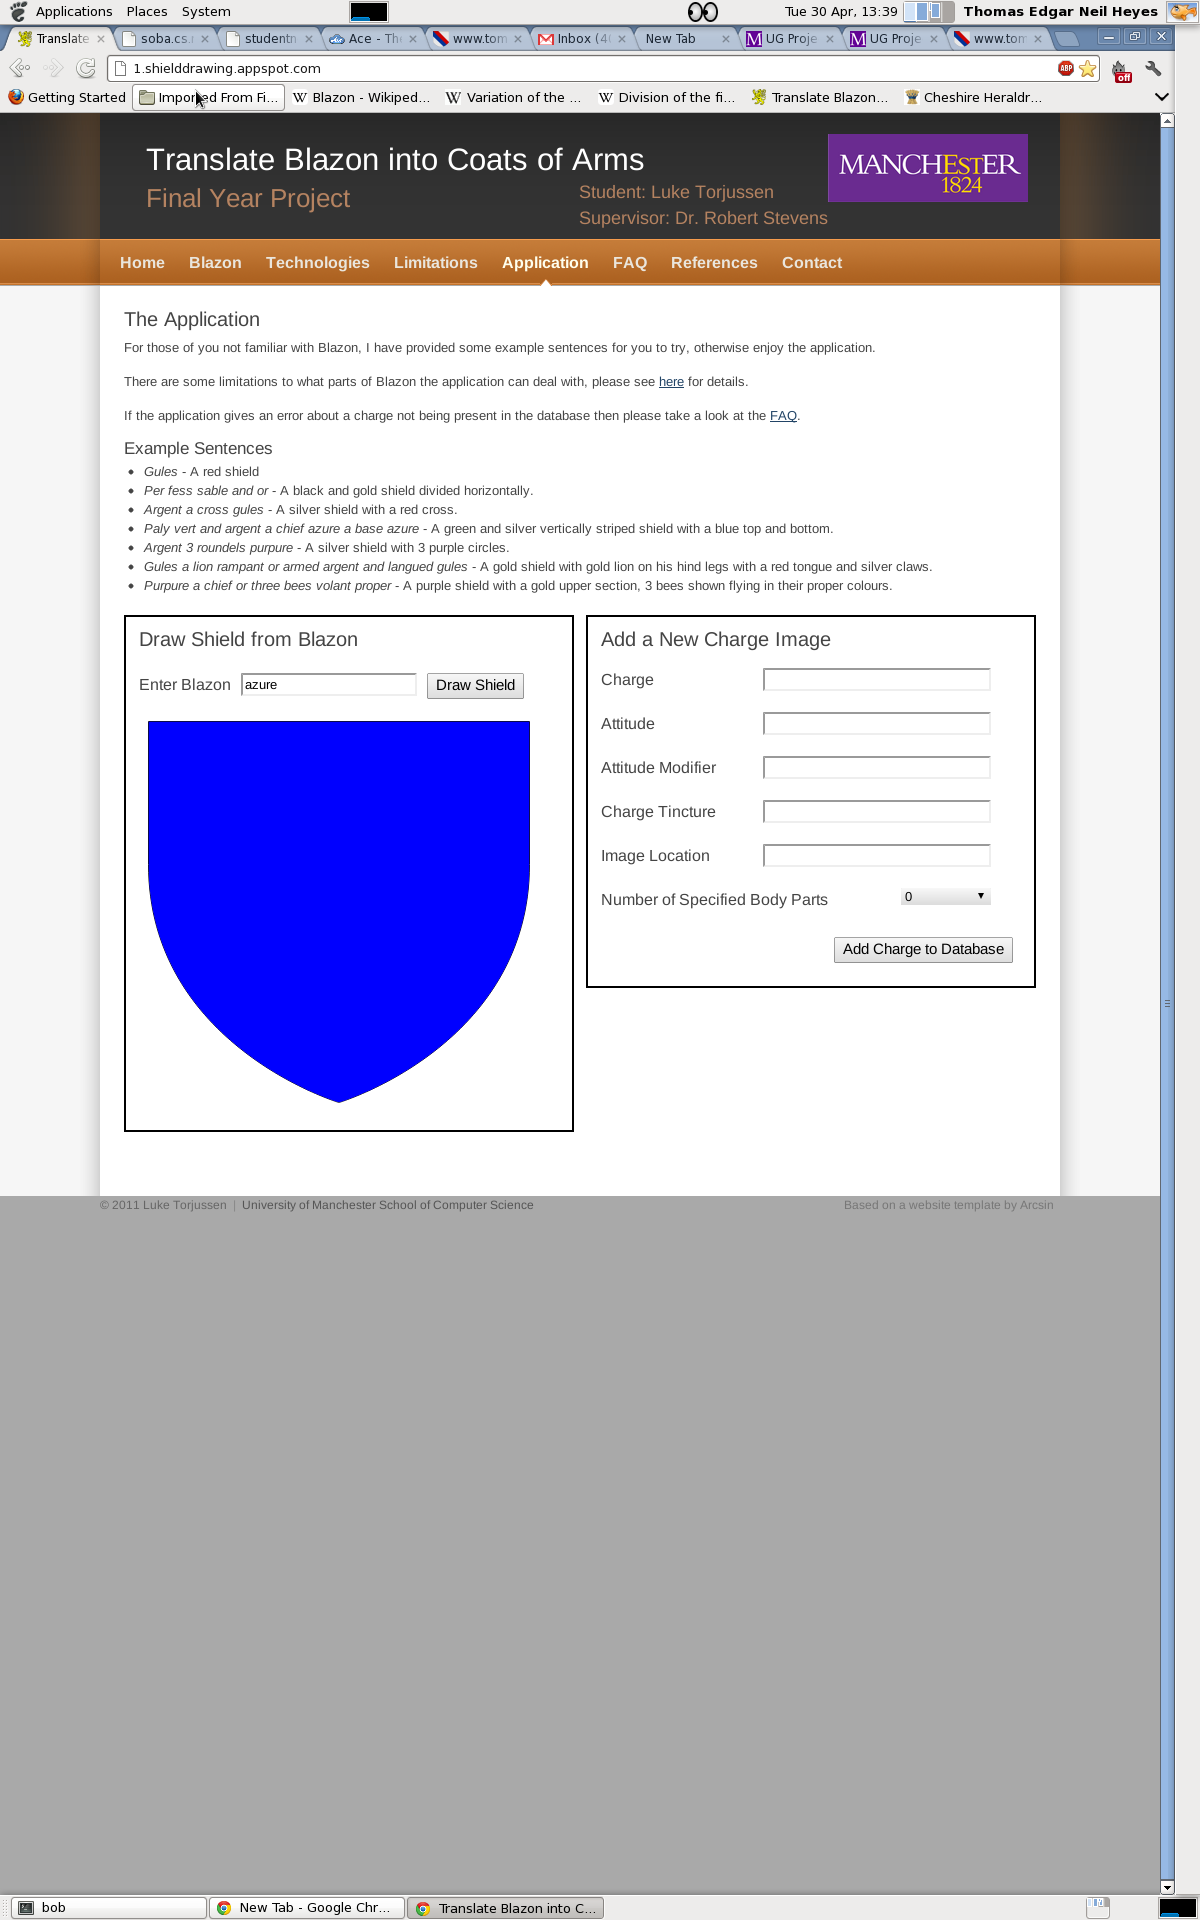 Applications Places System Tue 30 Apr, 13:39 Thomas Edgar Neil Heyes
Translate soba.cs. studentn Ace - The www.tom Inbox (4 New Tab UG Proje UG Proje www.tom
1.shielddrawing.appspot.com ABP off
Getting Started Imported From Fi... W Blazon - Wikiped... W Variation of the ... W Division of the fi... Translate Blazon... Cheshire Heraldr...
Translate Blazon into Coats of Arms
Final Year Project
Student: Luke Torjussen
Supervisor: Dr. Robert Stevens
MANCHESTER
1824
Home Blazon Technologies Limitations Application FAQ References Contact
The Application
For those of you not familiar with Blazon, I have provided some example sentences for you to try, otherwise enjoy the application.
There are some limitations to what parts of Blazon the application can deal with, please see here for details.
If the application gives an error about a charge not being present in the database then please take a look at the FAQ.
Example Sentences
• Gules - A red shield
• Per fess sable and or - A black and gold shield divided horizontally.
• Argent a cross gules - A silver shield with a red cross.
• Paly vert and argent a chief azure a base azure - A green and silver vertically striped shield with a blue top and bottom.
• Argent 3 roundels purpure - A silver shield with 3 purple circles.
• Gules a lion rampant or armed argent and langued gules - A gold shield with gold lion on his hind legs with a red tongue and silver claws.
• Purpure a chief or three bees volant proper - A purple shield with a gold upper section, 3 bees shown flying in their proper colours.
Draw Shield from Blazon
Enter Blazon azure Draw Shield
Add a New Charge Image
Charge
Attitude
Attitude Modifier
Charge Tincture
Image Location
Number of Specified Body Parts 0
Add Charge to Database
© 2011 Luke Torjussen | University of Manchester School of Computer Science Based on a website template by Arcsin
bob New Tab - Google Chr... Translate Blazon into C...